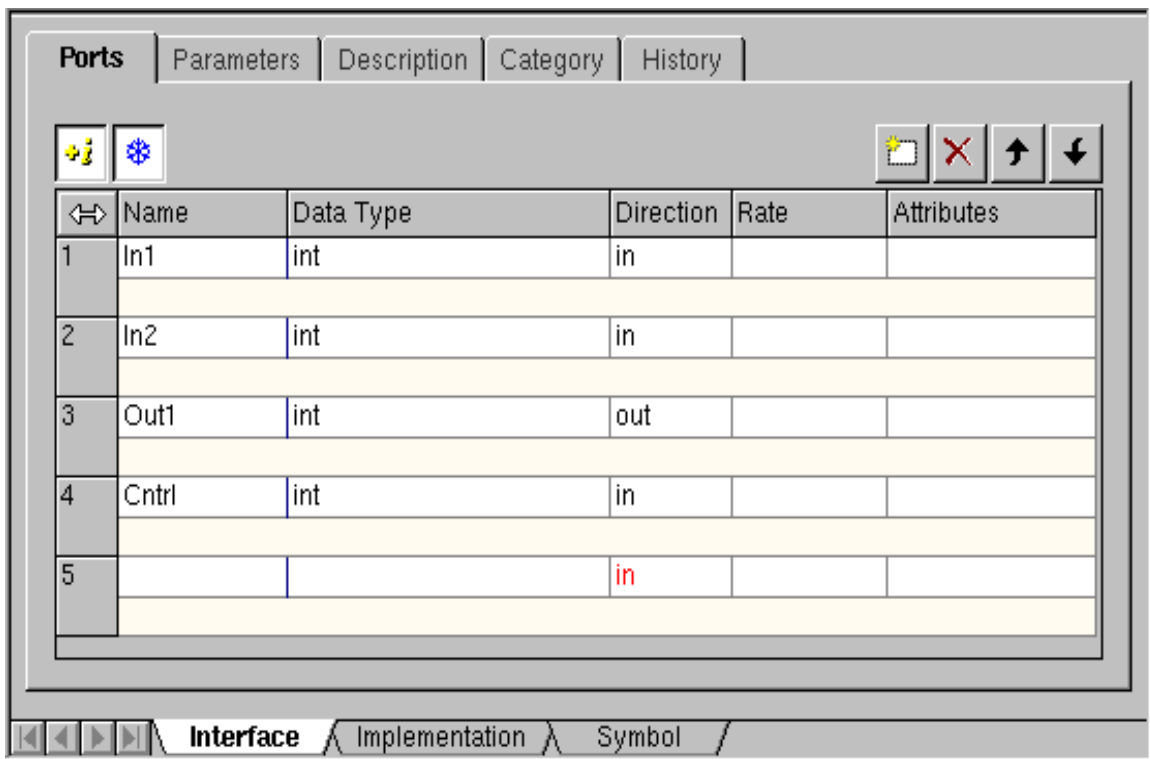 Ports Parameters Description Category History
Name Data Type Direction Rate Attributes
1 In1 int in
2 In2 int in
3 Out1 int out
4 Cntrl int in
5 in
Interface Implementation Symbol